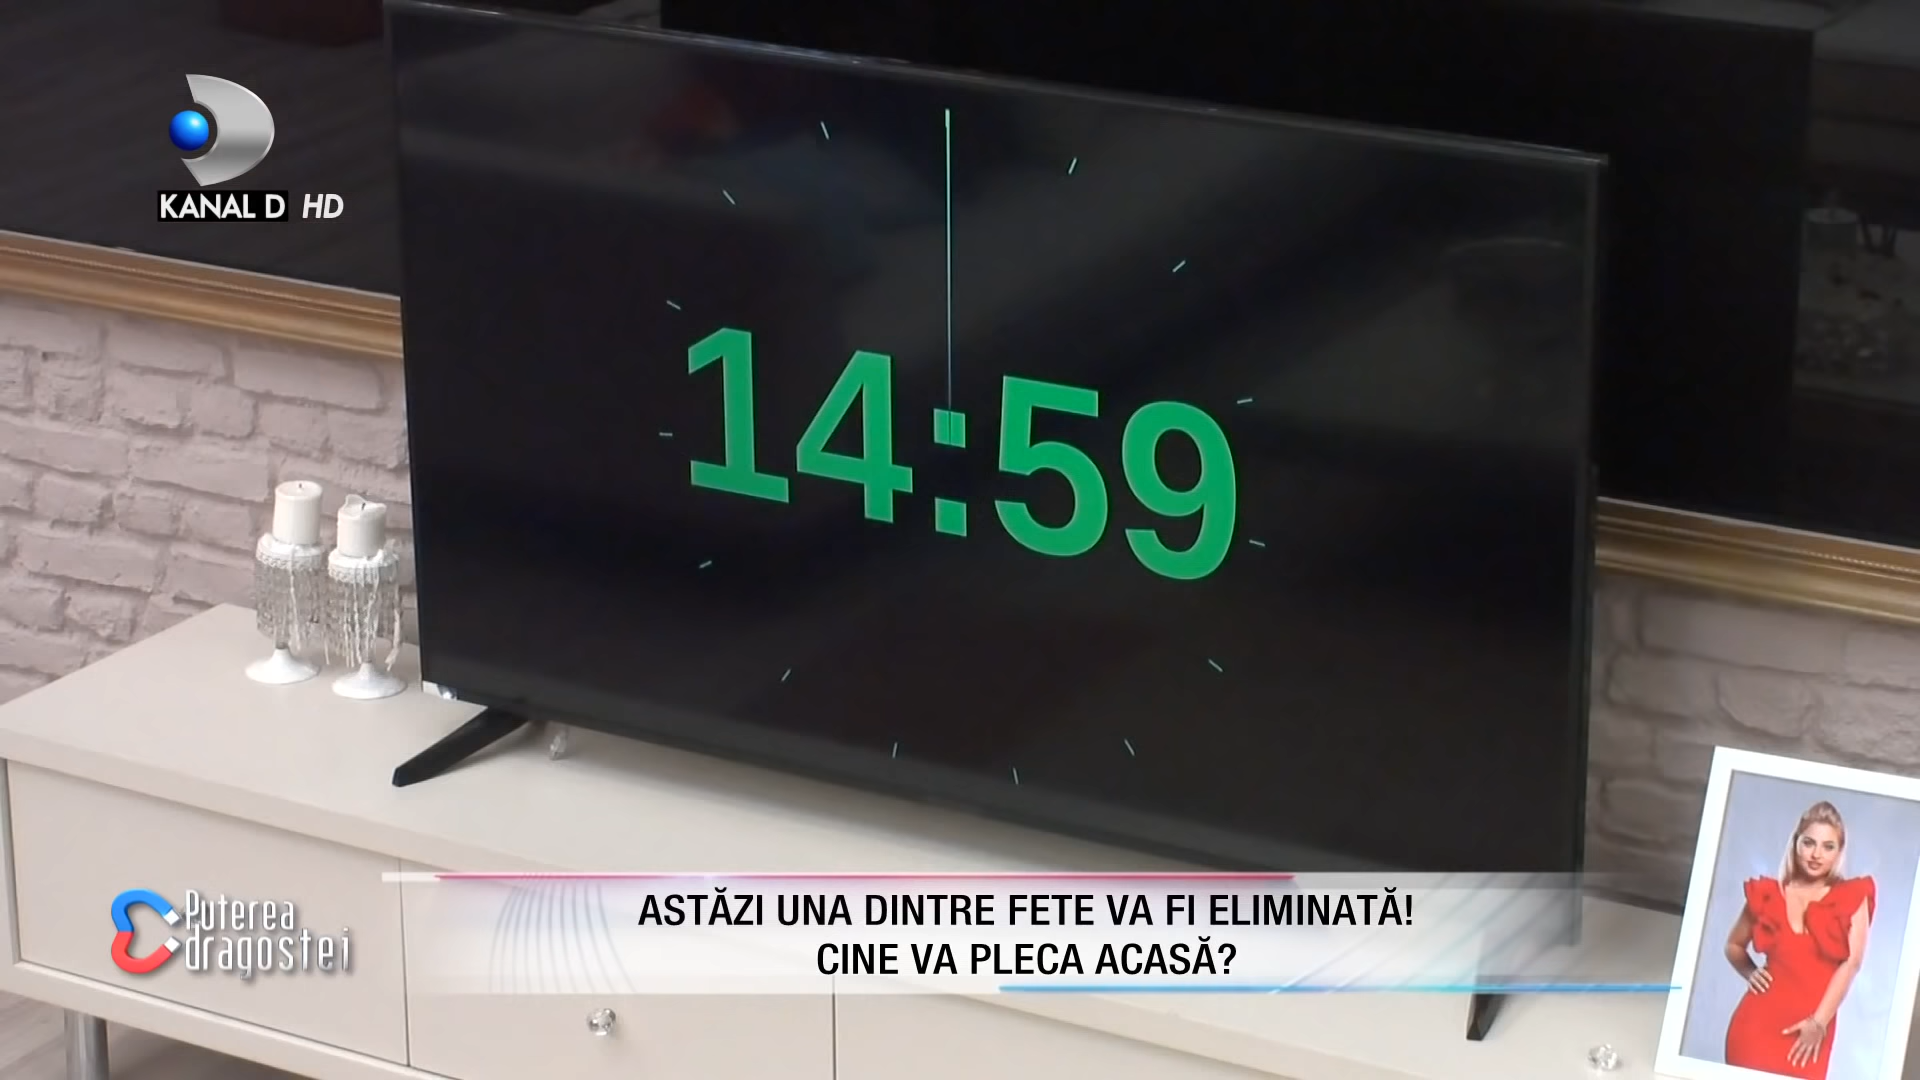 KANAL D HD
14:59
Puterea
dragostei
ASTĂZI UNA DINTRE FETE VA FI ELIMINATĂ!
CINE VA PLECA ACASĂ?